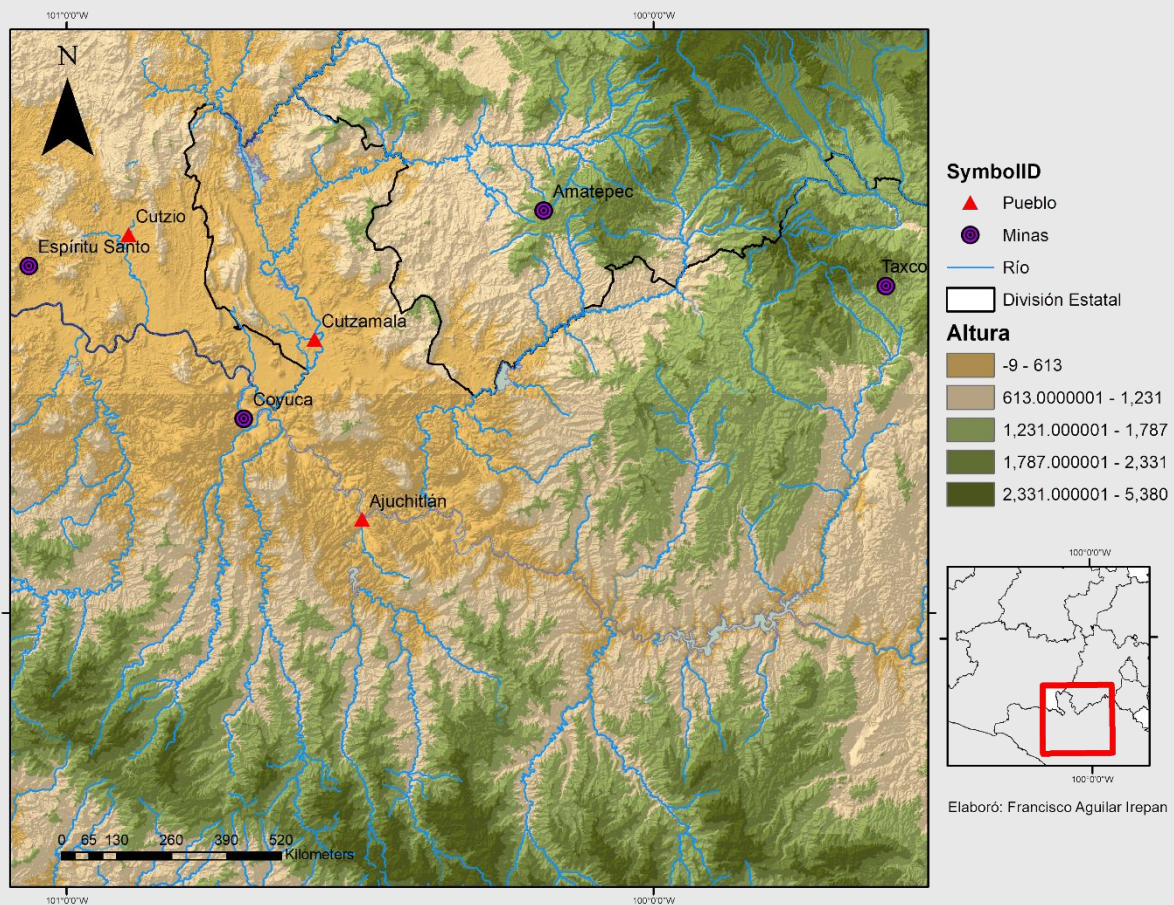 101°0'0"W
100°0'0"W
N
Amatepec
Cutzio
Espíritu Santo
Taxco
Cutzamala
Coyuca
Ajuchitlán
0 65 130 260 390 520
Kilometers
101°0'0"W
100°0'0"W
SymbolID
Pueblo
Minas
Río
División Estatal
Altura
-9 - 613
613.0000001 - 1,231
1,231.000001 - 1,787
1,787.000001 - 2,331
2,331.000001 - 5,380
100°0'0"W
100°0'0"W
Elaboró: Francisco Aguilar Irepan